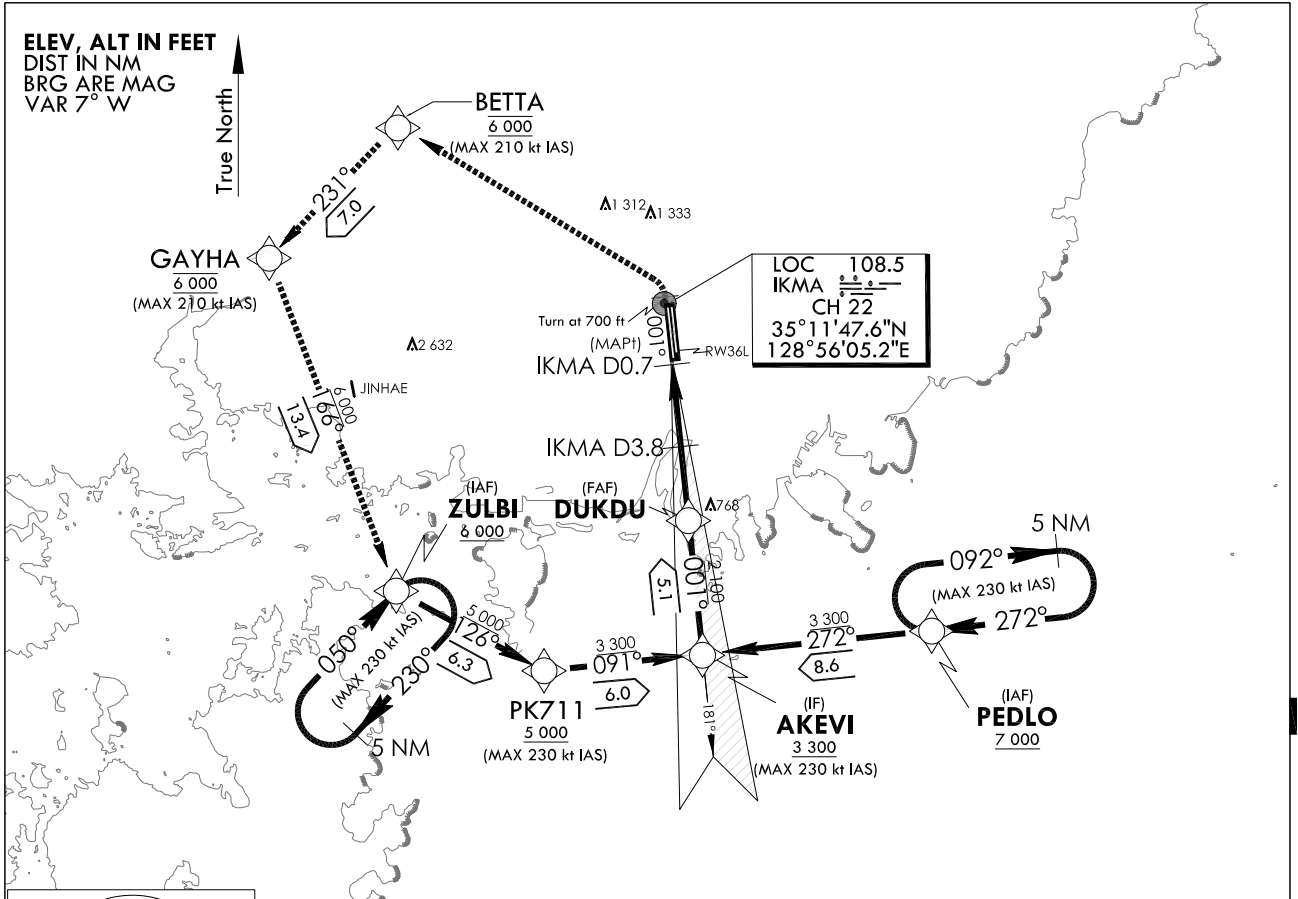 ELEV, ALT IN FEET
DIST IN NM
BRG ARE MAG
VAR 7° W
True North
BETTA
6 000
(MAX 210 kt IAS)
231°
7.0
1 312
1 333
GAYHA
6 000
(MAX 210 kt IAS)
LOC 108.5
IKMA
CH 22
35°11'47.6"N
128°56'05.2"E
Turn at 700 ft
(MAPt)
001°
RW36L
IKMA D0.7
2 632
JINHAE
6 000
166°
13.4
IKMA D3.8
(IAF)
ZULBI
6 000
(FAF)
DUKDU
768
5 NM
092°
(MAX 230 kt IAS)
272°
5.1
001°
2 100
050°
(MAX 230 kt IAS)
230°
5 NM
5 000
126°
6.3
3 300
091°
6.0
3 300
272°
8.6
PK711
5 000
(MAX 230 kt IAS)
181°
(IF)
AKEVI
3 300
(MAX 230 kt IAS)
(IAF)
PEDLO
7 000